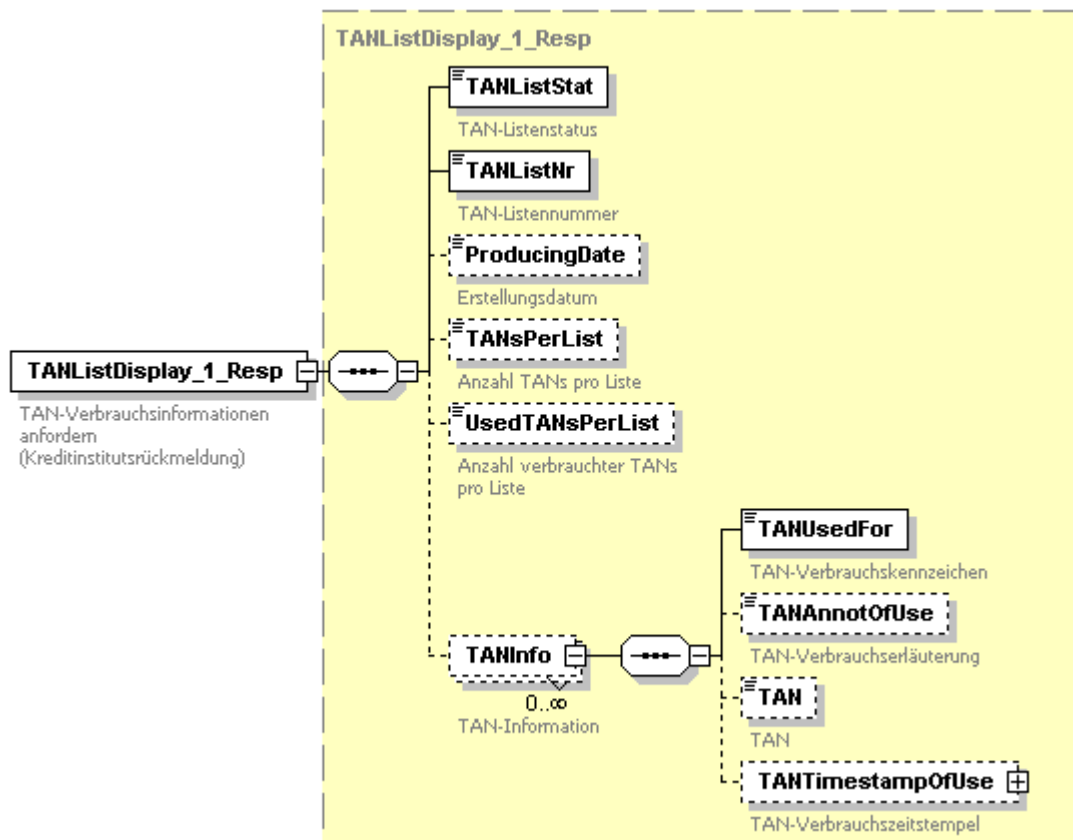 TANListDisplay_1_Resp
TANListStat
TAN-Listenstatus
TANListNr
TAN-Listennummer
ProducingDate
Erstellungsdatum
TANsPerList
Anzahl TANs pro Liste
TANListDisplay_1_Resp
TAN-Verbrauchsinformationen
anfordern
(Kreditinstitutsrückmeldung)
UsedTANsPerList
Anzahl verbrauchter TANs
pro Liste
TANInfo
0..∞
TAN-Information
TANUsedFor
TAN-Verbrauchskennzeichen
TANAnnotOfUse
TAN-Verbrauchserläuterung
TAN
TAN
TANTimestampOfUse
TAN-Verbrauchszeitstempel